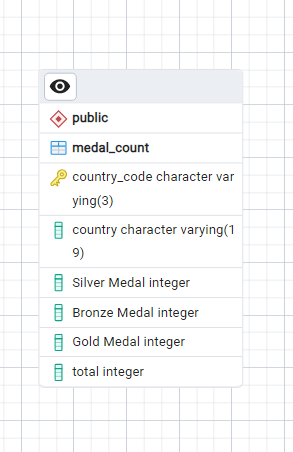 public
medal_count
country_code character var
ying(3)
country character varying(1
9)
Silver Medal integer
Bronze Medal integer
Gold Medal integer
total integer